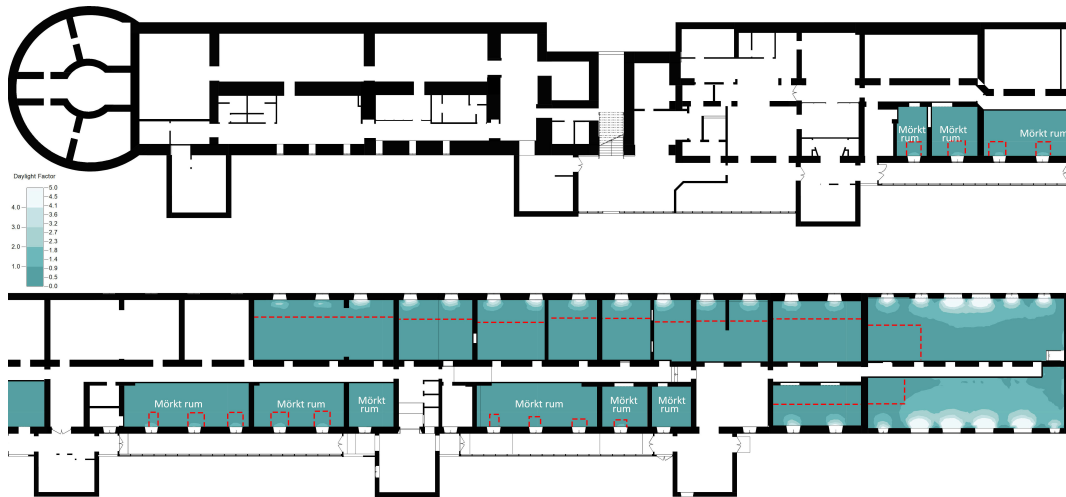 Mörkt
rum
Mörkt
rum
Mörkt rum
Daylight Factor
5.0
4.5
4.0
4.1
3.6
3.0
3.2
2.7
2.0
2.3
1.8
1.4
1.0
0.9
0.5
0.0
Mörkt rum
Mörkt rum
Mörkt
rum
Mörkt rum
Mörkt
rum
Mörkt
rum